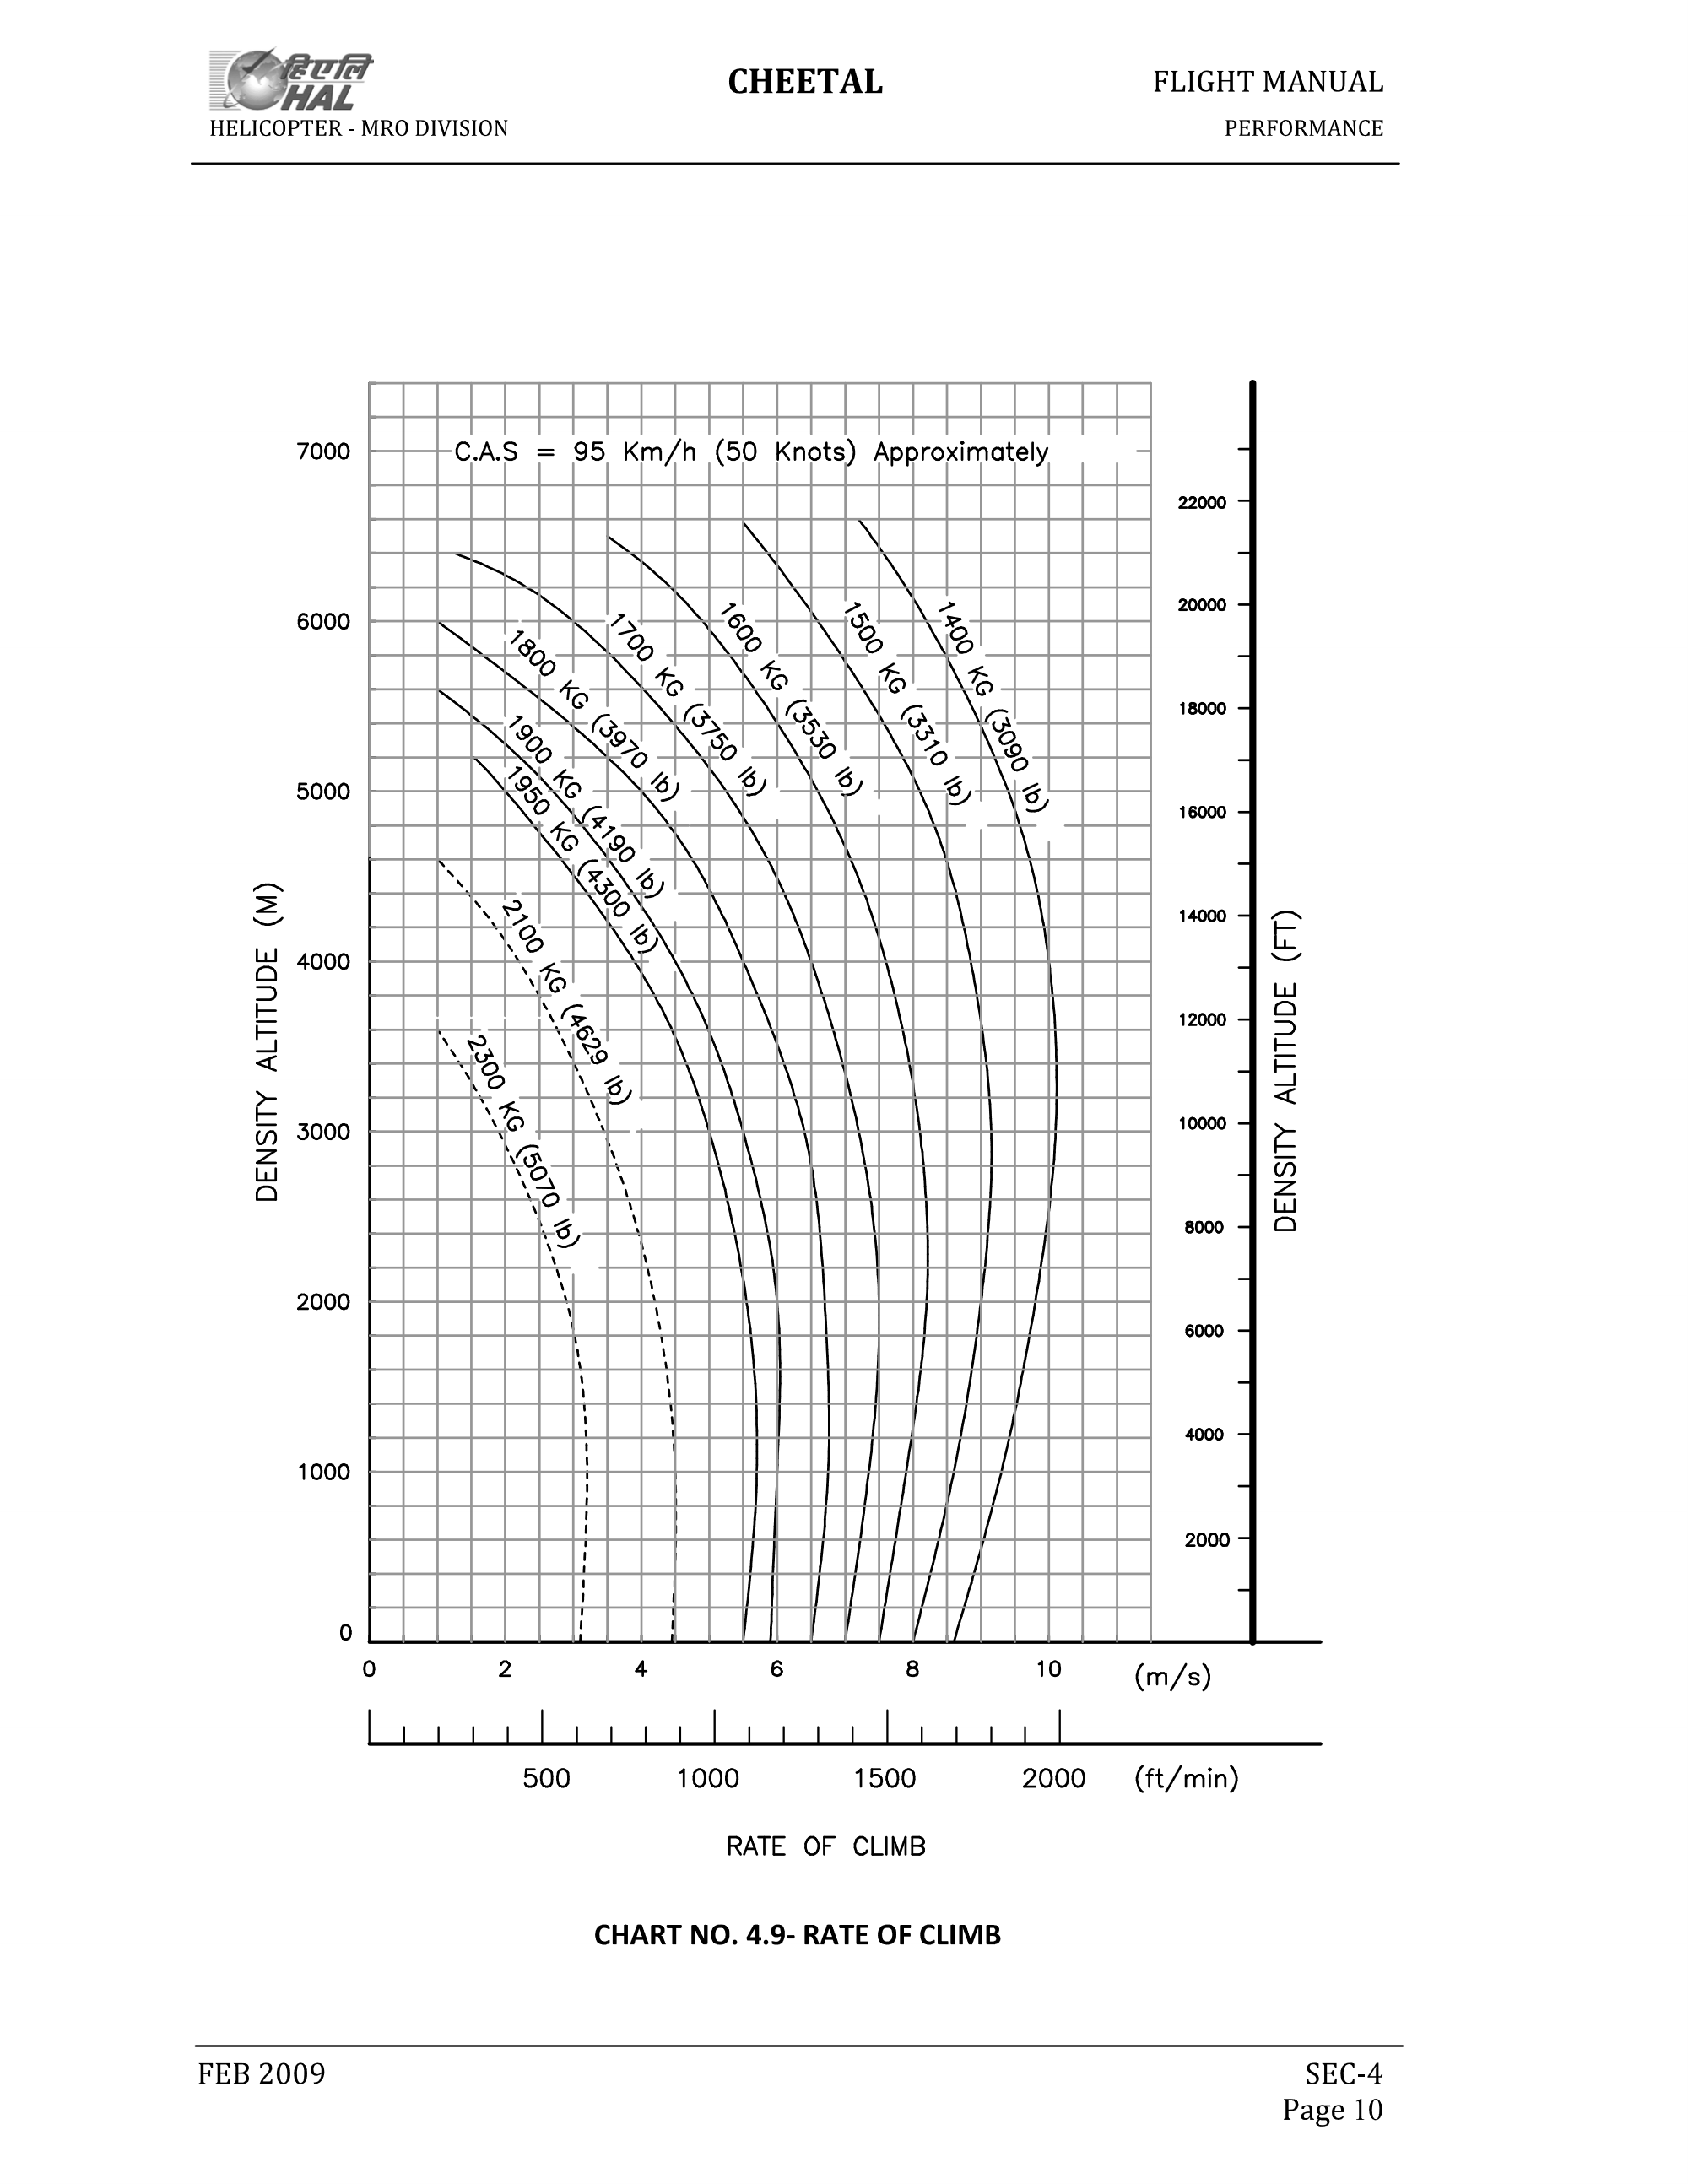 हिएलि
HAL
HELICOPTER - MRO DIVISION
CHEETAL
FLIGHT MANUAL
PERFORMANCE
C.A.S = 95 Km/h (50 Knots) Approximately
7000
6000
5000
4000
3000
2000
1000
0
DENSITY ALTITUDE (M)
1400 KG (3090 lb)
1500 KG (3310 lb)
1600 KG (3530 lb)
1700 KG (3750 lb)
1800 KG (3970 lb)
1900 KG (4190 lb)
1950 KG (4300 lb)
2100 KG (4629 lb)
2300 KG (5070 lb)
22000
20000
18000
16000
14000
12000
10000
8000
6000
4000
2000
DENSITY ALTITUDE (FT)
0 2 4 6 8 10 (m/s)
500 1000 1500 2000 (ft/min)
RATE OF CLIMB
CHART NO. 4.9- RATE OF CLIMB
FEB 2009
SEC-4
Page 10